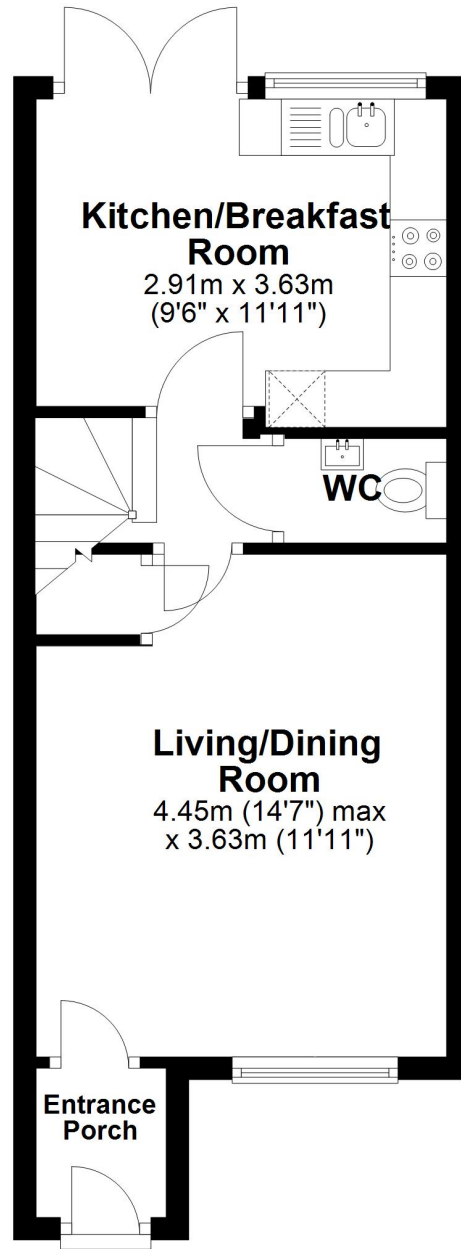 Kitchen/Breakfast
Room
2.91m x 3.63m
(9'6" x 11'11")
WC
Living/Dining
Room
4.45m (14'7") max
x 3.63m (11'11")
Entrance
Porch